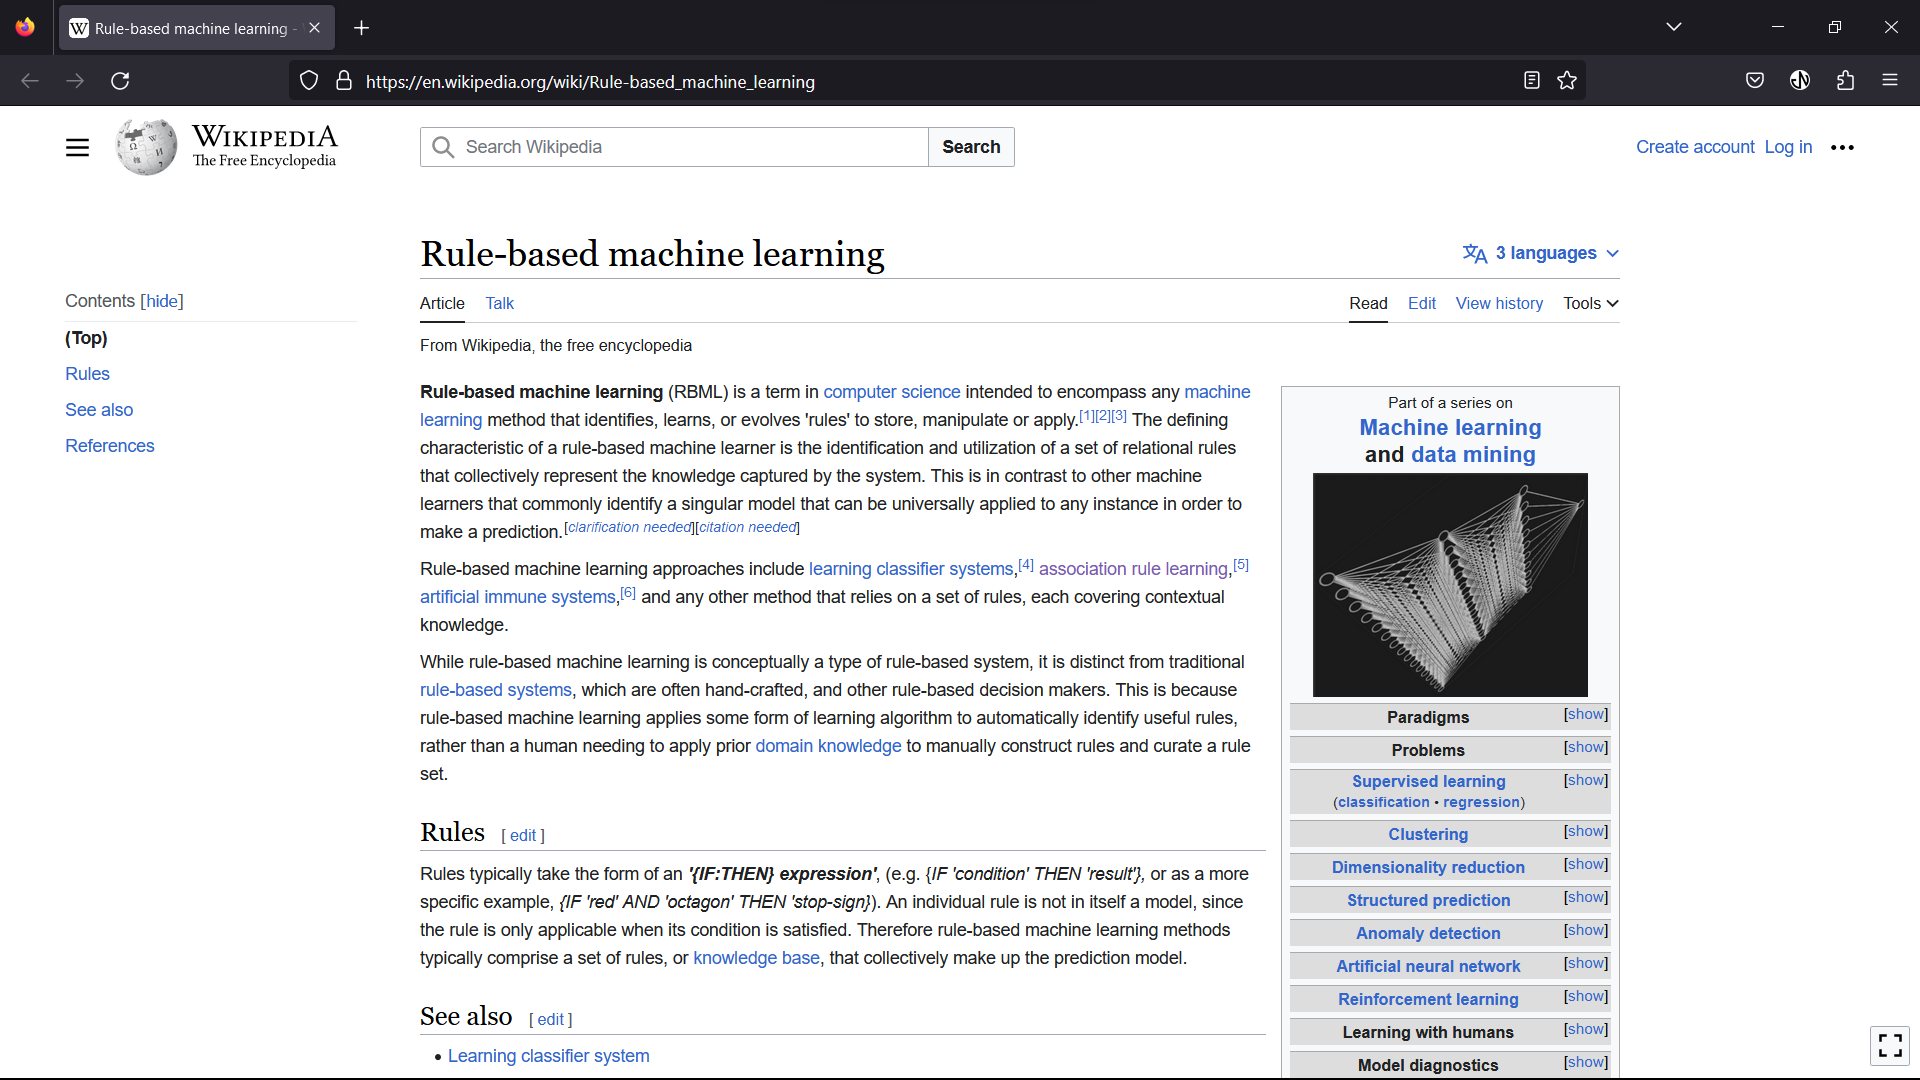 Rule-based machine learning -
https://en.wikipedia.org/wiki/Rule-based_machine_learning
WIKIPEDIA
The Free Encyclopedia
Search Wikipedia
Search
Create account Log in
Rule-based machine learning
3 languages
Contents [hide]
(Top)
Rules
See also
References
Article Talk
Read Edit View history Tools
From Wikipedia, the free encyclopedia
Rule-based machine learning (RBML) is a term in computer science intended to encompass any machine
learning method that identifies, learns, or evolves 'rules' to store, manipulate or apply.[1][2][3] The defining
characteristic of a rule-based machine learner is the identification and utilization of a set of relational rules
that collectively represent the knowledge captured by the system. This is in contrast to other machine
learners that commonly identify a singular model that can be universally applied to any instance in order to
make a prediction.[clarification needed][citation needed]
Rule-based machine learning approaches include learning classifier systems,[4] association rule learning,[5]
artificial immune systems,[6] and any other method that relies on a set of rules, each covering contextual
knowledge.
While rule-based machine learning is conceptually a type of rule-based system, it is distinct from traditional
rule-based systems, which are often hand-crafted, and other rule-based decision makers. This is because
rule-based machine learning applies some form of learning algorithm to automatically identify useful rules,
rather than a human needing to apply prior domain knowledge to manually construct rules and curate a rule
set.
Rules [ edit ]
Rules typically take the form of an '{IF:THEN} expression', (e.g. {IF 'condition' THEN 'result'}, or as a more
specific example, {IF 'red' AND 'octagon' THEN 'stop-sign}). An individual rule is not in itself a model, since
the rule is only applicable when its condition is satisfied. Therefore rule-based machine learning methods
typically comprise a set of rules, or knowledge base, that collectively make up the prediction model.
See also [ edit ]
• Learning classifier system
Part of a series on
Machine learning
and data mining
Paradigms [show]
Problems [show]
Supervised learning [show]
(classification • regression)
Clustering [show]
Dimensionality reduction [show]
Structured prediction [show]
Anomaly detection [show]
Artificial neural network [show]
Reinforcement learning [show]
Learning with humans [show]
Model diagnostics [show]